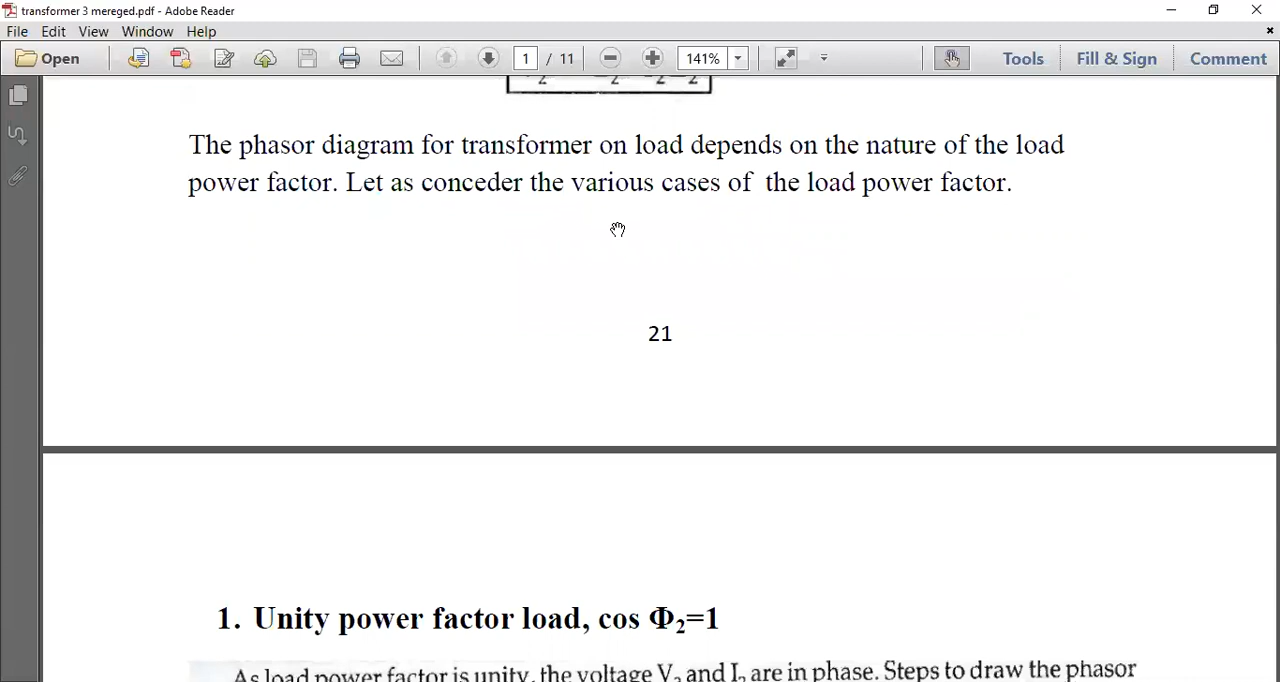 transformer 3 mereged.pdf - Adobe Reader
File Edit View Window Help
Open 1 / 11 141% Tools Fill & Sign Comment
The phasor diagram for transformer on load depends on the nature of the load
power factor. Let as conceder the various cases of the load power factor.
21
1. Unity power factor load, cos Φ₂=1
As load power factor is unity, the voltage V₂ and I₂ are in phase. Steps to draw the phasor